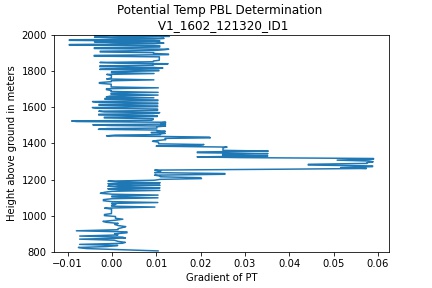 Potential Temp PBL Determination
V1_1602_121320_ID1
2000
1800
1600
1400
1200
1000
800
Height above ground in meters
−0.01 0.00 0.01 0.02 0.03 0.04 0.05 0.06
Gradient of PT